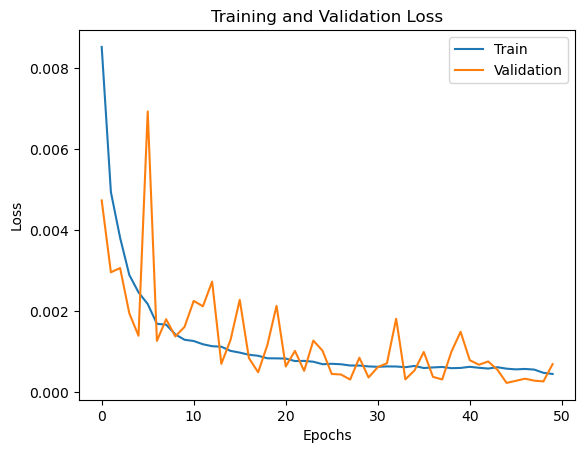 Training and Validation Loss
Train
Validation
Loss
0.008
0.006
0.004
0.002
0.000
0
10
20
30
40
50
Epochs